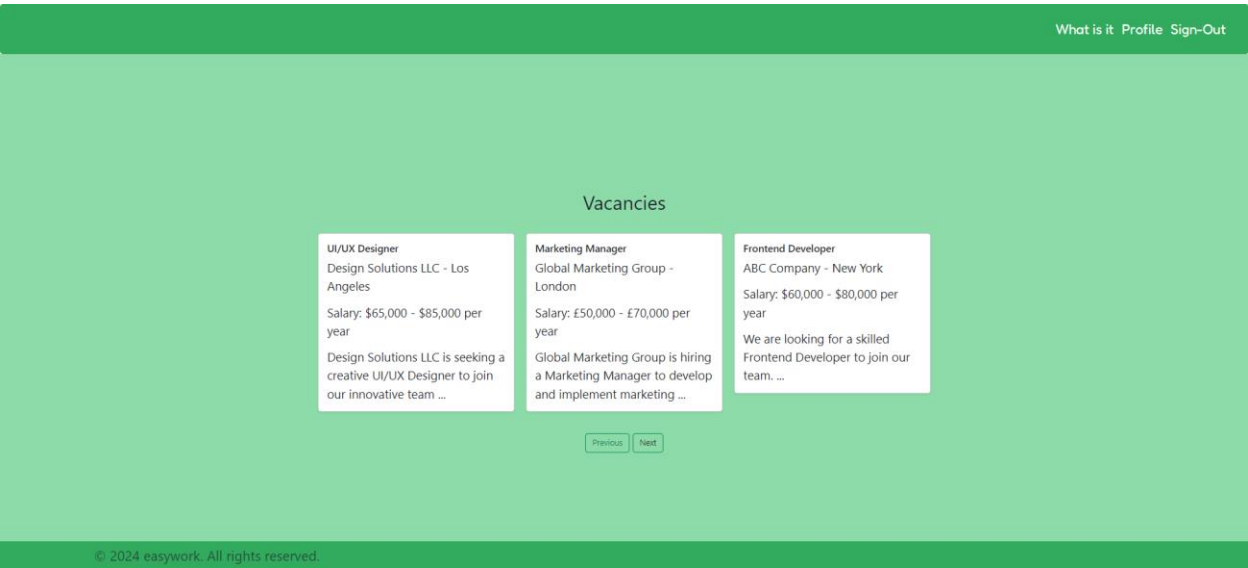 What is it Profile Sign-Out
Vacancies
UI/UX Designer
Design Solutions LLC - Los
Angeles
Salary: $65,000 - $85,000 per
year
Design Solutions LLC is seeking a
creative UI/UX Designer to join
our innovative team ...
Marketing Manager
Global Marketing Group -
London
Salary: £50,000 - £70,000 per
year
Global Marketing Group is hiring
a Marketing Manager to develop
and implement marketing ...
Frontend Developer
ABC Company - New York
Salary: $60,000 - $80,000 per
year
We are looking for a skilled
Frontend Developer to join our
team. ...
Previous Next
© 2024 easywork. All rights reserved.